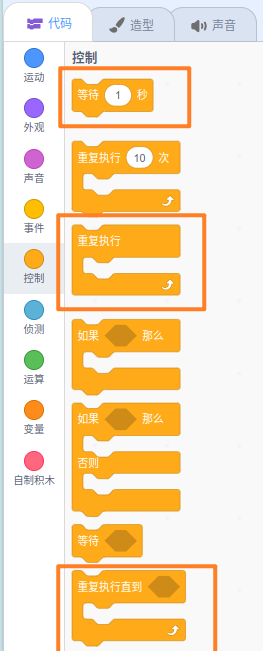 代码 造型 声音
运动
外观
声音
事件
控制
侦测
运算
变量
自制积木
控制
等待 1 秒
重复执行 10 次
重复执行
如果 那么
如果 那么
否则
等待
重复执行直到